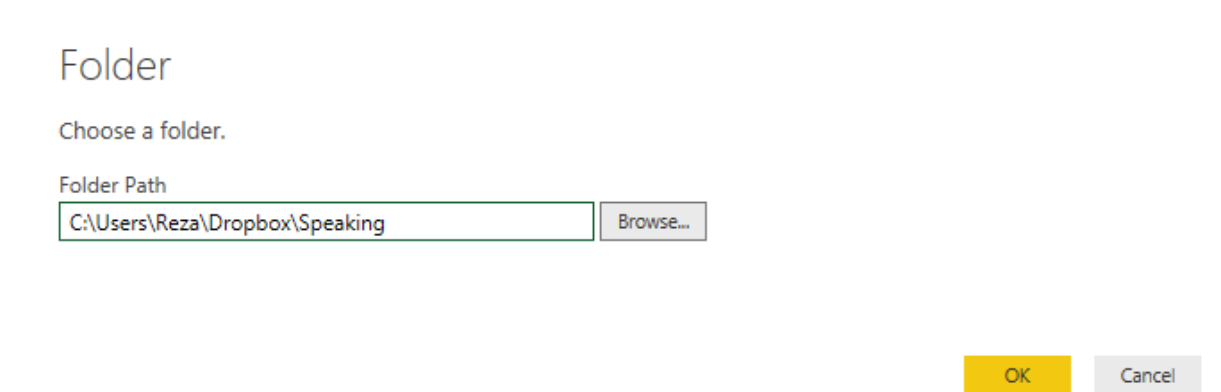 Folder
Choose a folder.
Folder Path
C:\Users\Reza\Dropbox\Speaking Browse...
OK Cancel